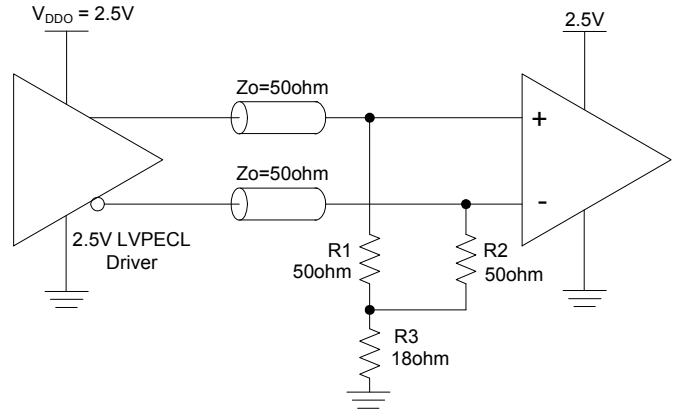 V_DDO = 2.5V
2.5V
Zo=50ohm
+
Zo=50ohm
-
2.5V LVPECL
Driver
R1
50ohm
R2
50ohm
R3
18ohm